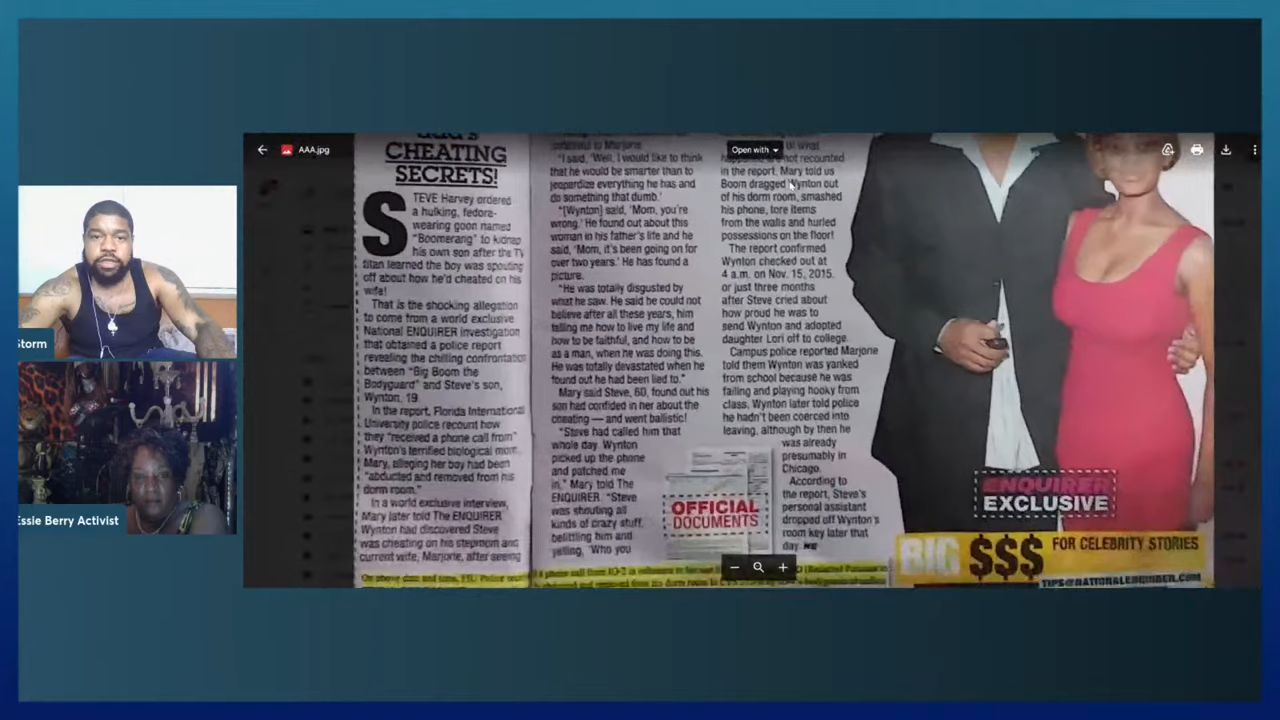 AAA.jpg
Open with
CHEATING
SECRETS!
STEVE Harvey ordered
a hulking, fedora-
wearing goon named
"Boomerang" to kidnap
his own son after the TV
titan learned the boy was spouting
off about how he'd cheated on his
wife!
That is the shocking allegation
to come from a world exclusive
National ENQUIRER investigation
that obtained a police report
revealing the chilling confrontation
between "Big Boom the
Bodyguard" and Steve's son,
Wynton, 19.
In the report, Florida International
University police recount how
they "received a phone call from"
Wynton's terrified biological mom,
Mary, alleging her boy had been
"abducted and removed from his
dorm room."
In a world exclusive interview,
Mary later told The ENQUIRER
Wynton had discovered Steve
was cheating on his stepmom and
current wife, Marjorie, after seeing
"I said, 'Well, I would like to think
that he would be smarter than to
jeopardize everything he has and
do something that dumb.'
"[Wynton] said, 'Mom, you're
wrong.' He found out about this
woman in his father's life and he
said, 'Mom, it's been going on for
over two years.' He has found a
picture.
"He was totally disgusted by
what he saw. He said he could not
believe after all these years, him
telling me how to live my life and
how to be faithful, and how to be
as a man, when he was doing this.
He was totally devastated when he
found out he had been lied to."
Mary said Steve, 60, found out his
son had confided in her about the
cheating — and went ballistic!
"Steve had called him that
whole day. Wynton
picked up the phone
and patched me
in," Mary told The
ENQUIRER. "Steve
was shouting all
kinds of crazy stuff,
belittling him and
yelling, 'Who you
of what
not recounted
in the report. Mary told us
Boom dragged Wynton out
of his dorm room, smashed
his phone, tore items
from the walls and hurled
possessions on the floor!
The report confirmed
Wynton checked out at
4 a.m. on Nov. 15, 2015.
or just three months
after Steve cried about
how proud he was to
send Wynton and adopted
daughter Lori off to college.
Campus police reported Marjorie
told them Wynton was yanked
from school because he was
failing and playing hooky from
class. Wynton later told police
he hadn't been coerced into
leaving, although by then he
was already
presumably in
Chicago.
According to
the report, Steve's
personal assistant
dropped off Wynton's
room key later that
day. NE
OFFICIAL
DOCUMENTS
ENQUIRER
EXCLUSIVE
BIG $$$ FOR CELEBRITY STORIES
TIPS@NATIONALENQUIRER.COM
On above date and time, FIU Police
a phone call from
Storm
Essie Berry Activist